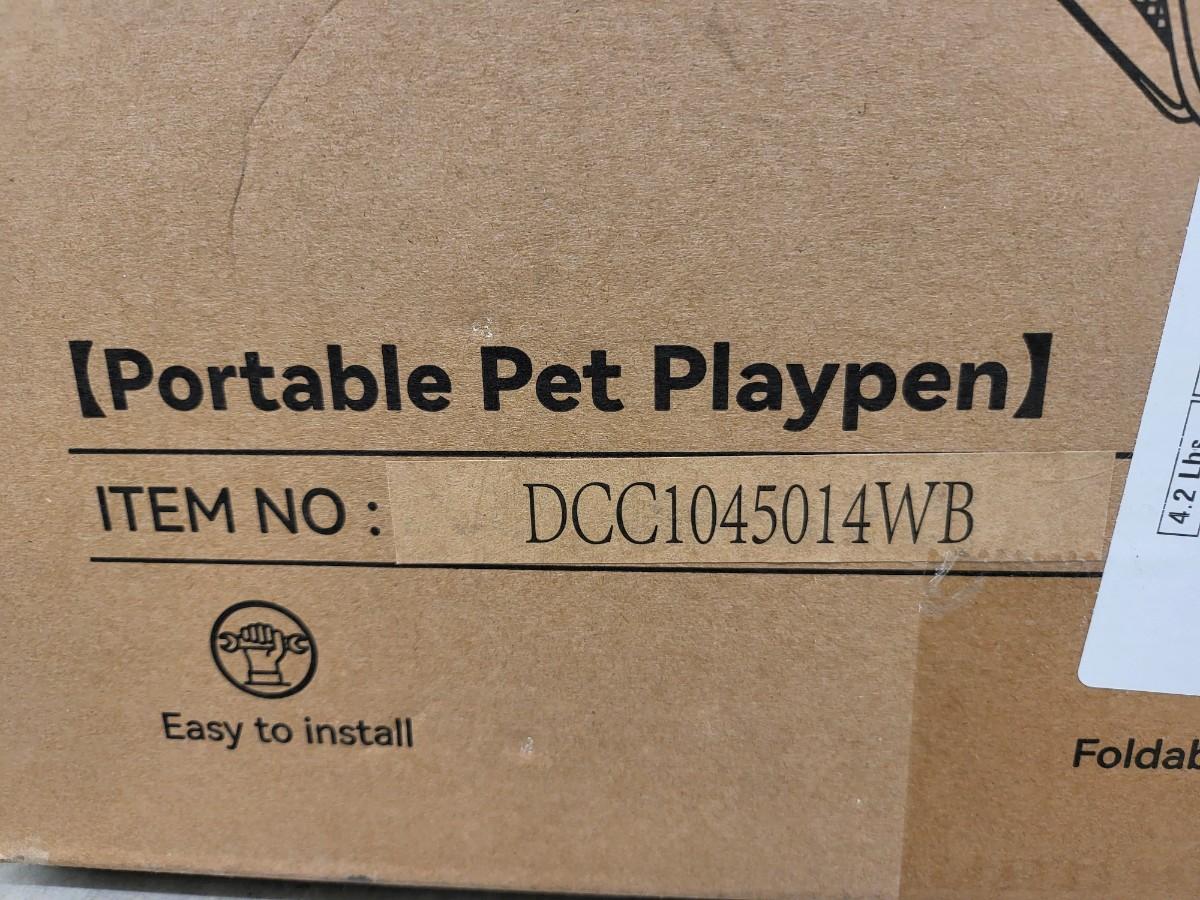 【Portable Pet Playpen】
ITEM NO : DCC1045014WB
4.2 Lbs
Easy to install
Foldab